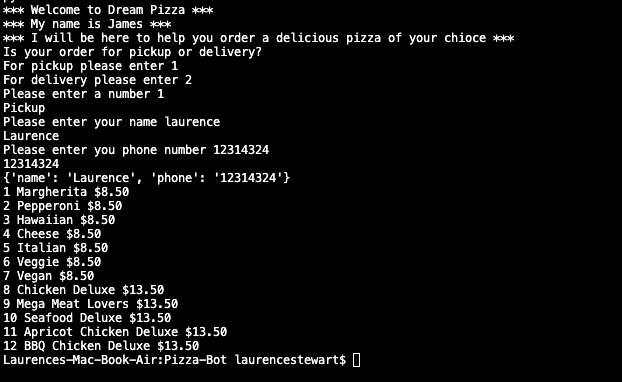 *** Welcome to Dream Pizza ***
*** My name is James ***
*** I will be here to help you order a delicious pizza of your chioce ***
Is your order for pickup or delivery?
For pickup please enter 1
For delivery please enter 2
Please enter a number 1
Pickup
Please enter your name laurence
Laurence
Please enter you phone number 12314324
12314324
{'name': 'Laurence', 'phone': '12314324'}
1 Margherita $8.50
2 Pepperoni $8.50
3 Hawaiian $8.50
4 Cheese $8.50
5 Italian $8.50
6 Veggie $8.50
7 Vegan $8.50
8 Chicken Deluxe $13.50
9 Mega Meat Lovers $13.50
10 Seafood Deluxe $13.50
11 Apricot Chicken Deluxe $13.50
12 BBQ Chicken Deluxe $13.50
Laurences-Mac-Book-Air:Pizza-Bot laurencestewart$